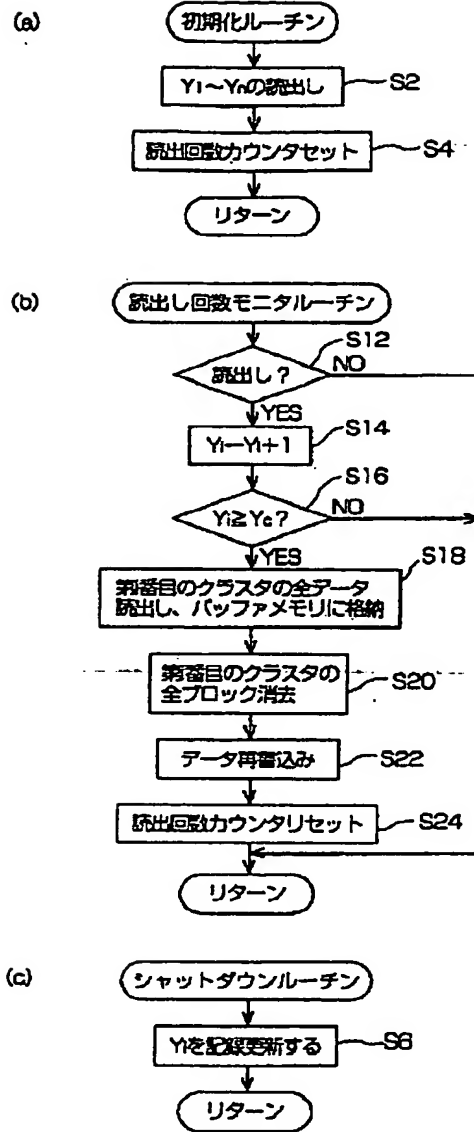 (a)
初期化ルーチン
Y1〜Ynの読出し
S2
読出回数カウンタセット
S4
リターン
(b)
読出し回数モニタルーチン
S12
読出し？
NO
YES
S14
Yi←Yi+1
S16
Yi≧Yc?
NO
YES
S18
第i番目のクラスタの全データ
読出し、バッファメモリに格納
第i番目のクラスタの
全ブロック消去
S20
データ再書込み
S22
読出回数カウンタリセット
S24
リターン
(c)
シャットダウンルーチン
Yiを記録更新する
S6
リターン